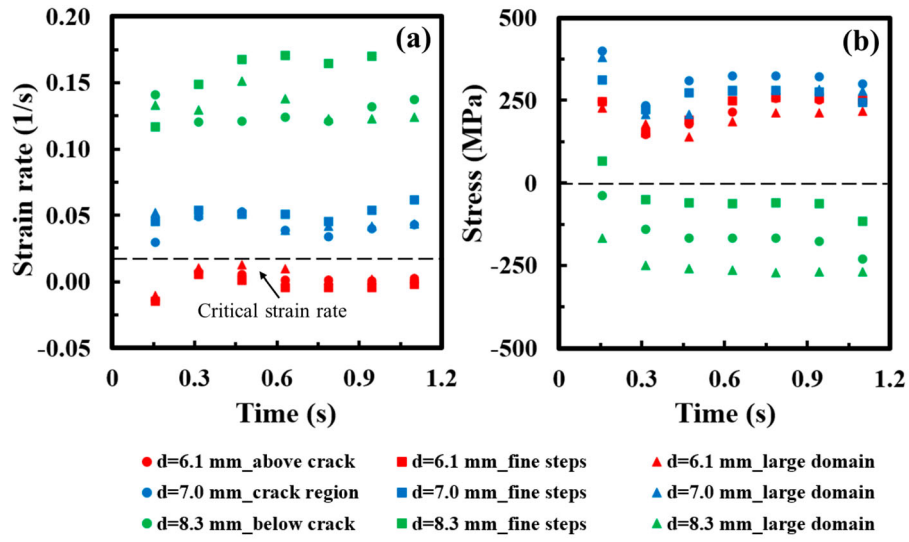 (a)
0.20
0.15
0.10
0.05
0.00
-0.05
Strain rate (1/s)
Critical strain rate
0 0.3 0.6 0.9 1.2
Time (s)
(b)
500
250
0
-250
-500
Stress (MPa)
0 0.3 0.6 0.9 1.2
Time (s)
d=6.1 mm_above crack d=6.1 mm_fine steps d=6.1 mm_large domain
d=7.0 mm_crack region d=7.0 mm_fine steps d=7.0 mm_large domain
d=8.3 mm_below crack d=8.3 mm_fine steps d=8.3 mm_large domain